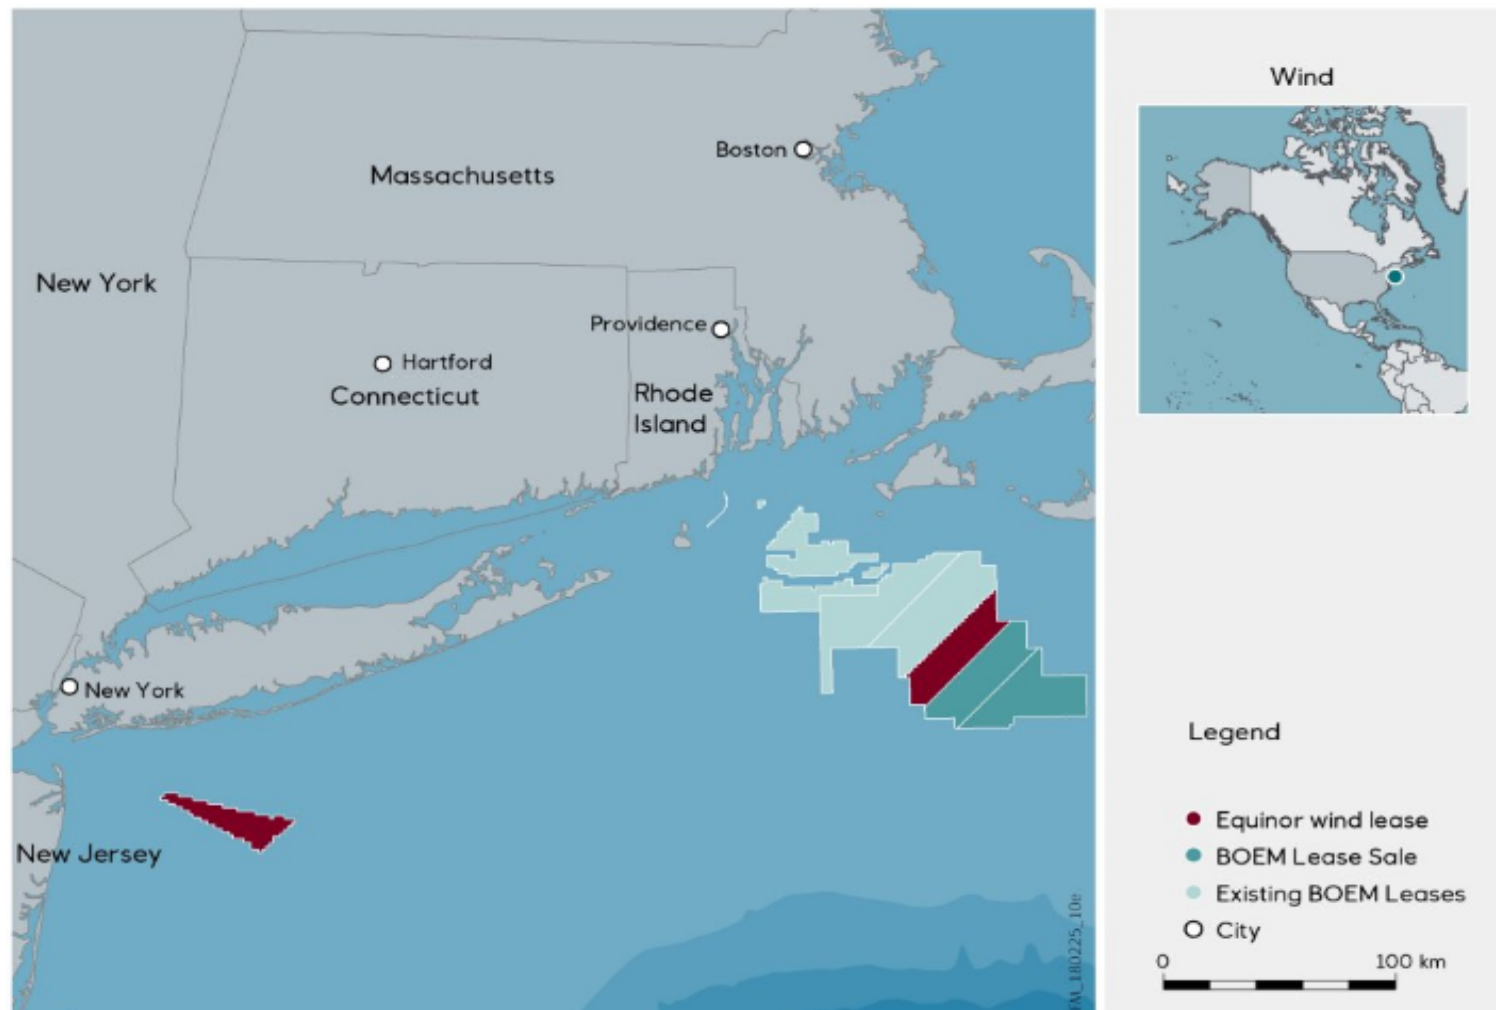 Boston
Massachusetts
New York
Providence
Hartford
Connecticut
Rhode
Island
New York
New Jersey
FM_180225_10e
Wind
Legend
Equinor wind lease
BOEM Lease Sale
Existing BOEM Leases
City
0 100 km